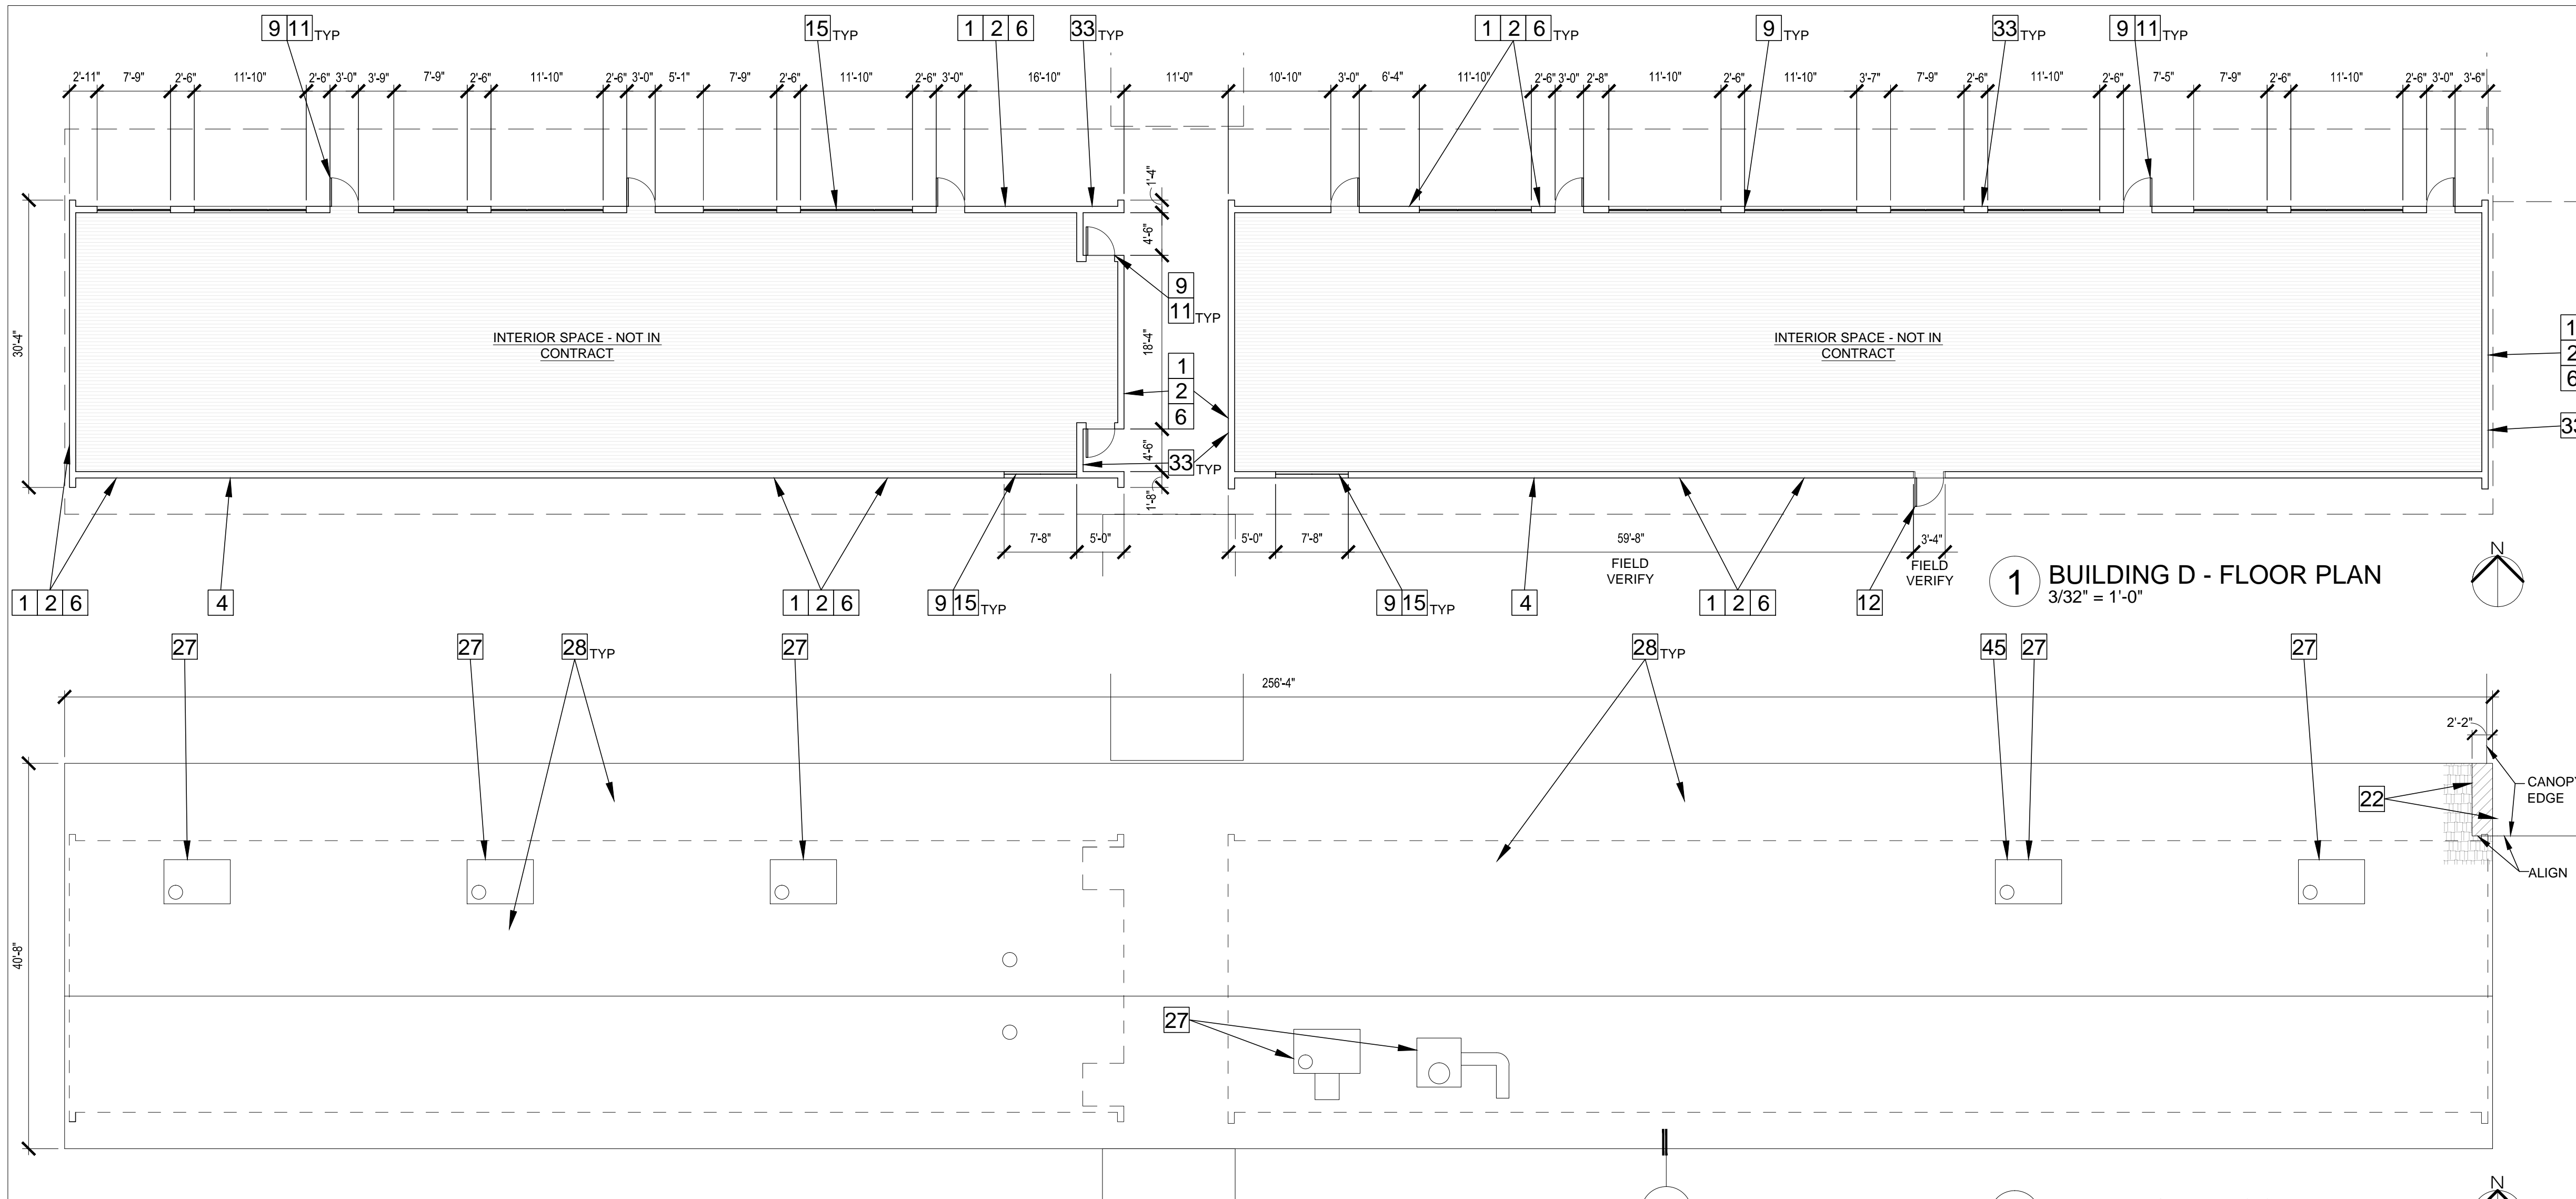 9 11 TYP
15 TYP
1 2 6
33 TYP
1 2 6 TYP
9 TYP
33 TYP
9 11 TYP
2'-11" 7'-9" 2'-6" 11'-10" 2'-6" 3'-0" 3'-9" 7'-9" 2'-6" 11'-10" 2'-6" 3'-0" 5'-1" 7'-9" 2'-6" 11'-10" 2'-6" 3'-0" 16'-10" 11'-0" 10'-10" 3'-0" 6'-4" 11'-10" 2'-6" 3'-0" 2'-8" 11'-10" 2'-6" 11'-10" 3'-7" 7'-9" 2'-6" 11'-10" 2'-6" 7'-5" 7'-9" 2'-6" 11'-10" 2'-6" 3'-0" 3'-6"
1'-4"
4'-6"
9
11 TYP
30'-4"
INTERIOR SPACE - NOT IN
CONTRACT
18'-4"
INTERIOR SPACE - NOT IN
CONTRACT
1
2
6
1
2
6
33
4'-6"
33 TYP
1'-8"
7'-8" 5'-0" 5'-0" 7'-8" 59'-8" 3'-4"
FIELD
VERIFY
FIELD
VERIFY
1 BUILDING D - FLOOR PLAN
3/32" = 1'-0"
N
1 2 6
4
1 2 6
9 15 TYP
9 15 TYP
4
1 2 6
12
27
27
28 TYP
27
28 TYP
45
27
27
256'-4"
2'-2"
CANOPY
EDGE
22
ALIGN
40'-8"
27
N